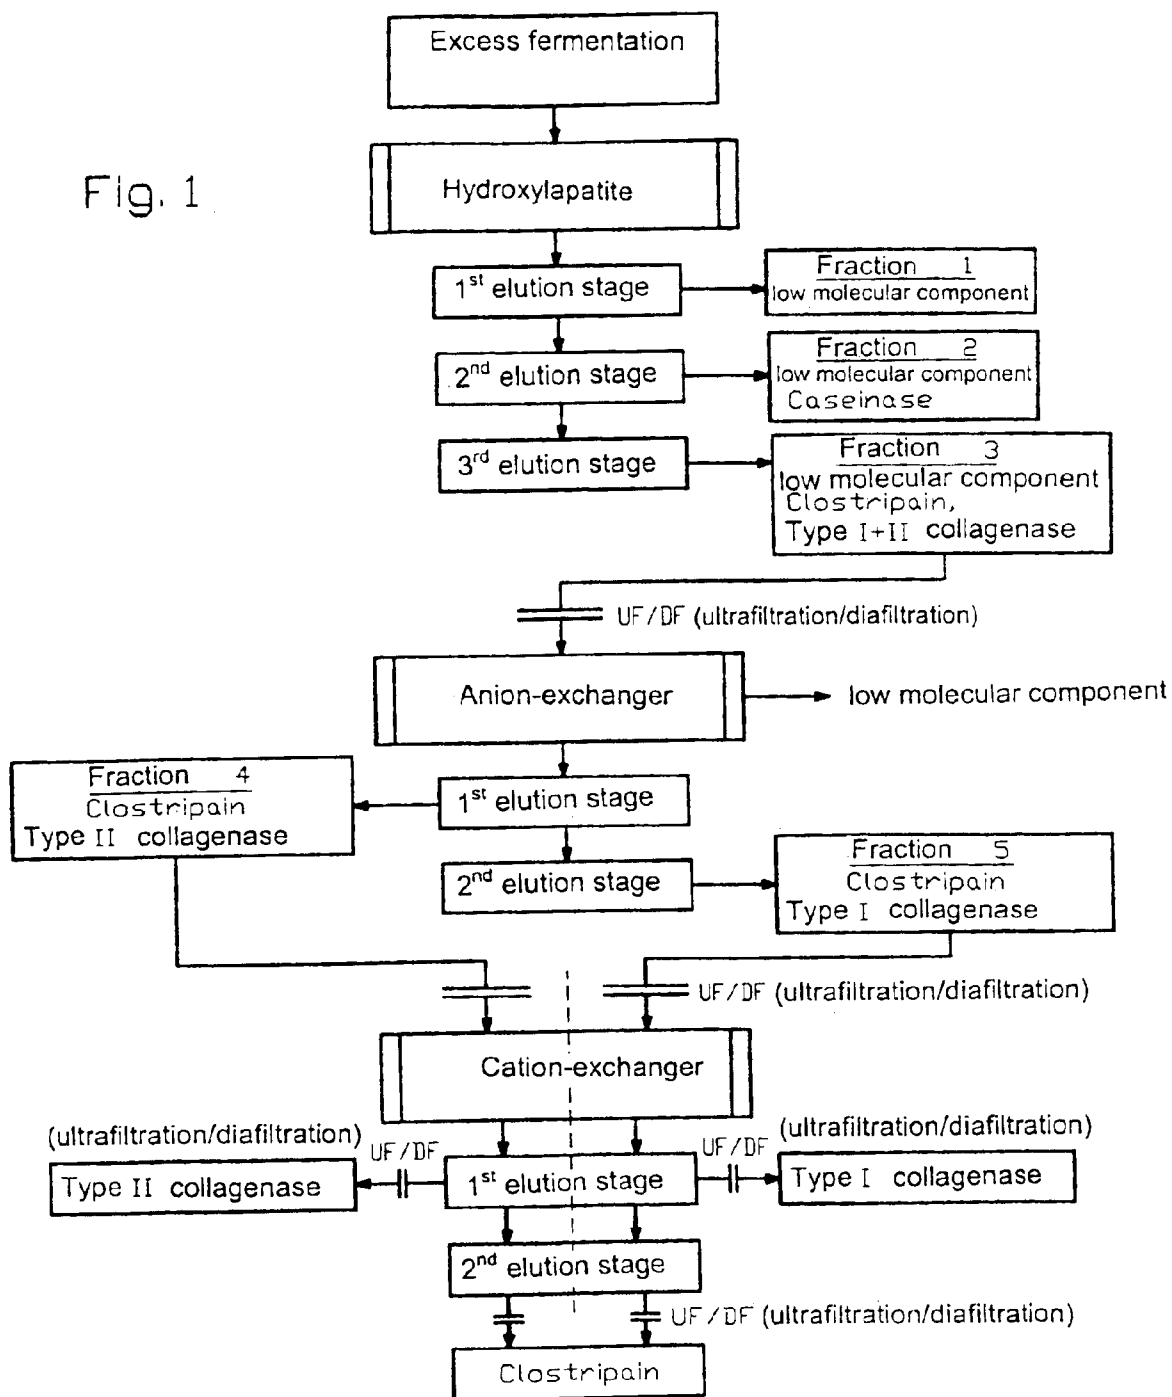 Excess fermentation
Fig. 1
Hydroxylapatite
1st elution stage
Fraction 1
low molecular component
2nd elution stage
Fraction 2
low molecular component
Caseinase
3rd elution stage
Fraction 3
low molecular component
Clostripain,
Type I+II collagenase
UF/DF (ultrafiltration/diafiltration)
Anion-exchanger
low molecular component
Fraction 4
Clostripain
Type II collagenase
1st elution stage
2nd elution stage
Fraction 5
Clostripain
Type I collagenase
UF/DF (ultrafiltration/diafiltration)
Cation-exchanger
(ultrafiltration/diafiltration)
UF/DF
Type II collagenase
1st elution stage
(ultrafiltration/diafiltration)
UF/DF
Type I collagenase
2nd elution stage
UF/DF (ultrafiltration/diafiltration)
Clostripain